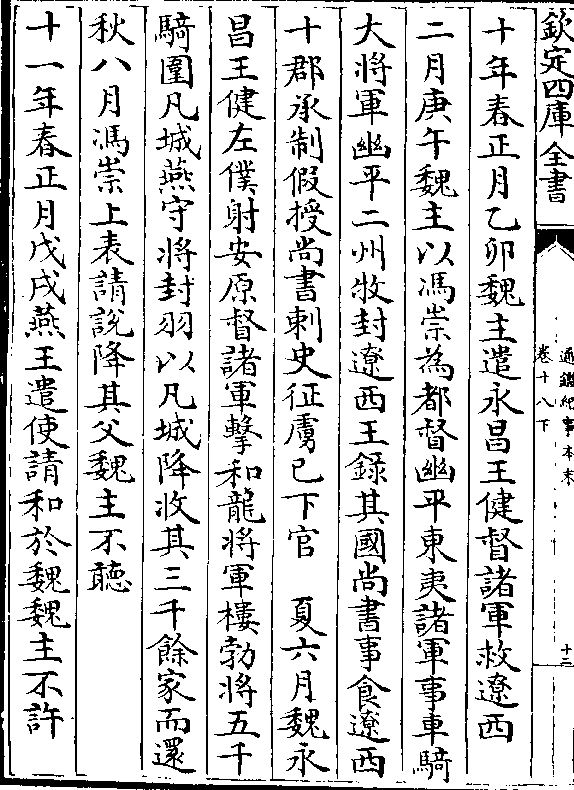 欽定四庫全書
通鑑紀事本末
卷十八下
十二
十年春正月乙卯魏主遣永昌王健督諸軍救遼西
二月庚午魏主以馮崇為都督幽平東夷諸軍事車騎
大將軍幽平二州牧封遼西王錄其國尚書事食遼西
十郡承制假授尚書刺史征虜已下官　夏六月魏永
昌王健左僕射安原督諸軍擊和龍將軍樓勃將五千
騎圍凡城燕守將封羽以凡城降收其三千餘家而還
秋八月馮崇上表請說降其父魏主不聽
十一年春正月戊戌燕王遣使請和於魏魏主不許